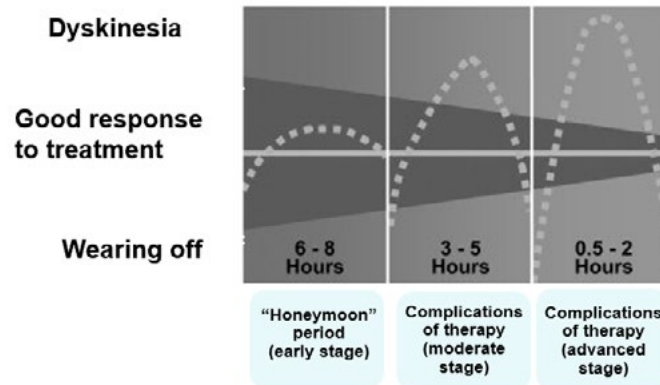 Dyskinesia
Good response
to treatment
Wearing off
6 - 8
Hours
3 - 5
Hours
0.5 - 2
Hours
“Honeymoon”
period
(early stage)
Complications
of therapy
(moderate
stage)
Complications
of therapy
(advanced
stage)